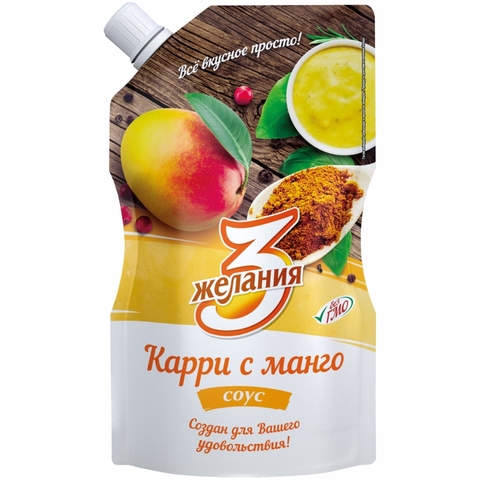 Всё вкусное просто!
3
желания
без
ГМО
Карри с манго
соус
Создан для Вашего
удовольствия!